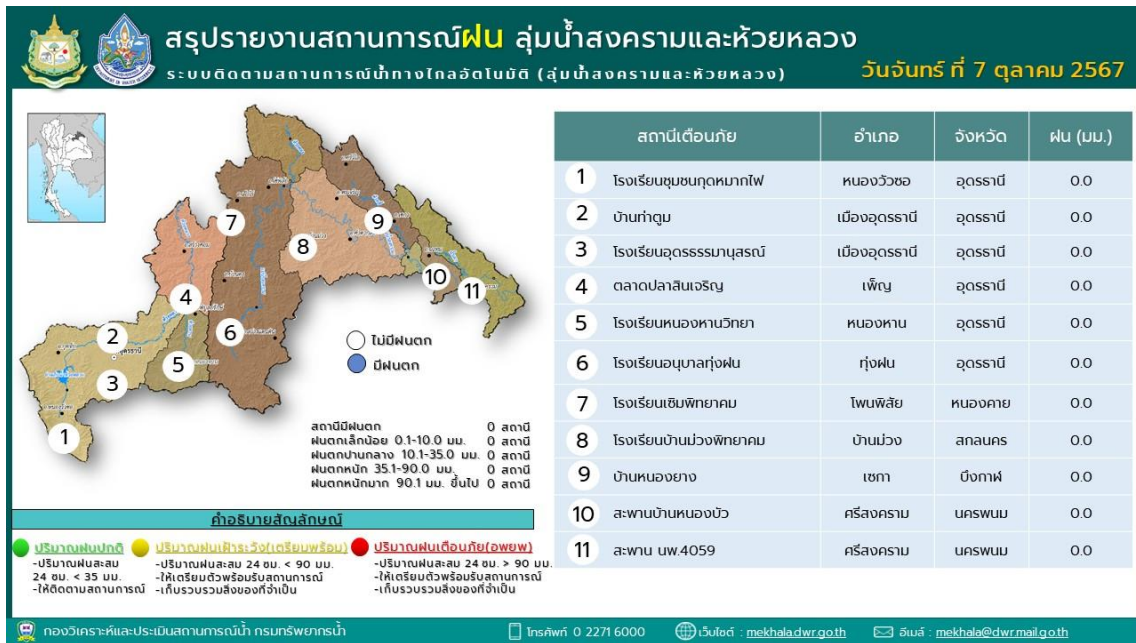 สรุปรายงานสถานการณ์ฝน ลุ่มน้ำสงครามและห้วยหลวง
ระบบติดตามสถานการณ์น้ำทางไกลอัตโนมัติ (ลุ่มน้ำสงครามและห้วยหลวง)
วันจันทร์ ที่ 7 ตุลาคม 2567
สถานีเตือนภัย อำเภอ จังหวัด ฝน (มม.)
1 โรงเรียนชุมชนกุดหมากไฟ หนองวัวซอ อุดรธานี 0.0
2 บ้านท่าตูม เมืองอุดรธานี อุดรธานี 0.0
3 โรงเรียนอุดรธรรมานุสรณ์ เมืองอุดรธานี อุดรธานี 0.0
4 ตลาดปลาสินเจริญ เพ็ญ อุดรธานี 0.0
5 โรงเรียนหนองหานวิทยา หนองหาน อุดรธานี 0.0
6 โรงเรียนอนุบาลทุ่งฝน ทุ่งฝน อุดรธานี 0.0
7 โรงเรียนเซิมพิทยาคม โพนพิสัย หนองคาย 0.0
8 โรงเรียนบ้านม่วงพิทยาคม บ้านม่วง สกลนคร 0.0
9 บ้านหนองยาง เซกา บึงกาฬ 0.0
10 สะพานบ้านหนองบัว ศรีสงคราม นครพนม 0.0
11 สะพาน นพ.4059 ศรีสงคราม นครพนม 0.0
7
9
8
10
11
4
2
6
5
3
1
ไม่มีฝนตก
มีฝนตก
สถานีมีฝนตก 0 สถานี
ฝนตกเล็กน้อย 0.1-10.0 มม. 0 สถานี
ฝนตกปานกลาง 10.1-35.0 มม. 0 สถานี
ฝนตกหนัก 35.1-90.0 มม. 0 สถานี
ฝนตกหนักมาก 90.1 มม. ขึ้นไป 0 สถานี
คำอธิบายสัญลักษณ์
ปริมาณฝนปกติ
-ปริมาณฝนสะสม
24 ชม. < 35 มม.
-ให้ติดตามสถานการณ์
ปริมาณฝนเฝ้าระวัง(เตรียมพร้อม)
-ปริมาณฝนสะสม 24 ชม. < 90 มม.
-ให้เตรียมตัวพร้อมรับสถานการณ์
-เก็บรวบรวมสิ่งของที่จำเป็น
ปริมาณฝนเตือนภัย(อพยพ)
-ปริมาณฝนสะสม 24 ชม. > 90 มม.
-ให้เตรียมตัวพร้อมรับสถานการณ์
-เก็บรวบรวมสิ่งของที่จำเป็น
กองวิเคราะห์และประเมินสถานการณ์น้ำ กรมทรัพยากรน้ำ
โทรศัพท์ 0 2271 6000
เว็บไซต์ : mekhala.dwr.go.th
อีเมล์ : mekhala@dwr.mail.go.th